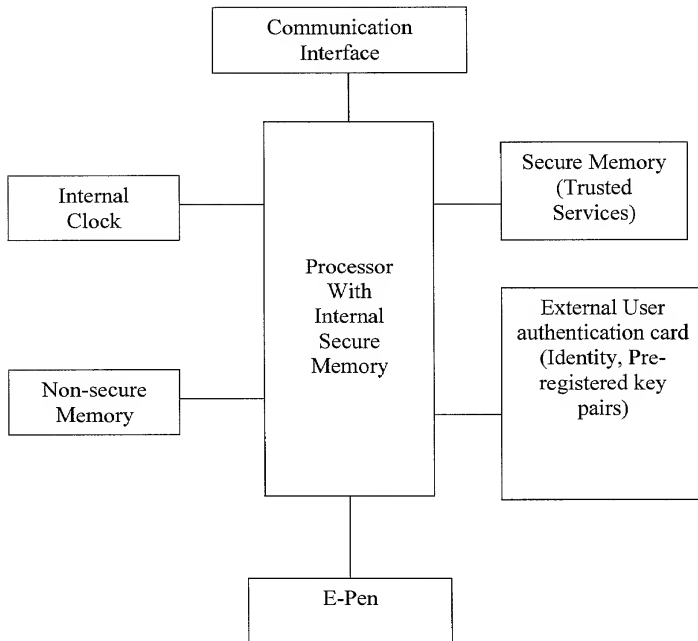 Communication
Interface
Internal
Clock
Processor
With
Internal
Secure
Memory
Secure Memory
(Trusted
Services)
Non-secure
Memory
External User
authentication card
(Identity, Pre-
registered key
pairs)
E-Pen